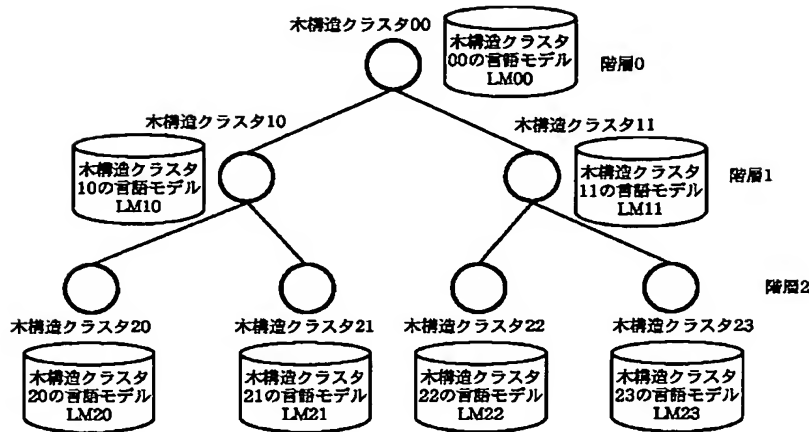 木構造クラスタ00
木構造クラスタ
00の言語モデル
LM00
階層0
木構造クラスタ10
木構造クラスタ
10の言語モデル
LM10
木構造クラスタ11
木構造クラスタ
11の言語モデル
LM11
階層1
階層2
木構造クラスタ20
木構造クラスタ21
木構造クラスタ22
木構造クラスタ23
木構造クラスタ
20の言語モデル
LM20
木構造クラスタ
21の言語モデル
LM21
木構造クラスタ
22の言語モデル
LM22
木構造クラスタ
23の言語モデル
LM23